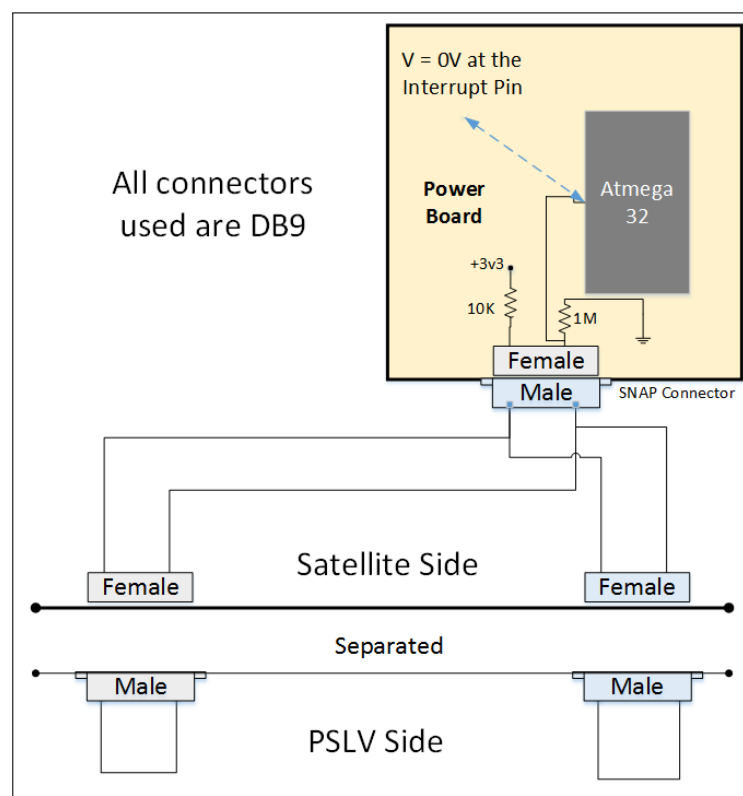 V = 0V at the
Interrupt Pin
All connectors
used are DB9
Power
Board
Atmega
32
+3v3
10K
1M
Female
Male
SNAP Connector
Female
Satellite Side
Female
Separated
Male
Male
PSLV Side